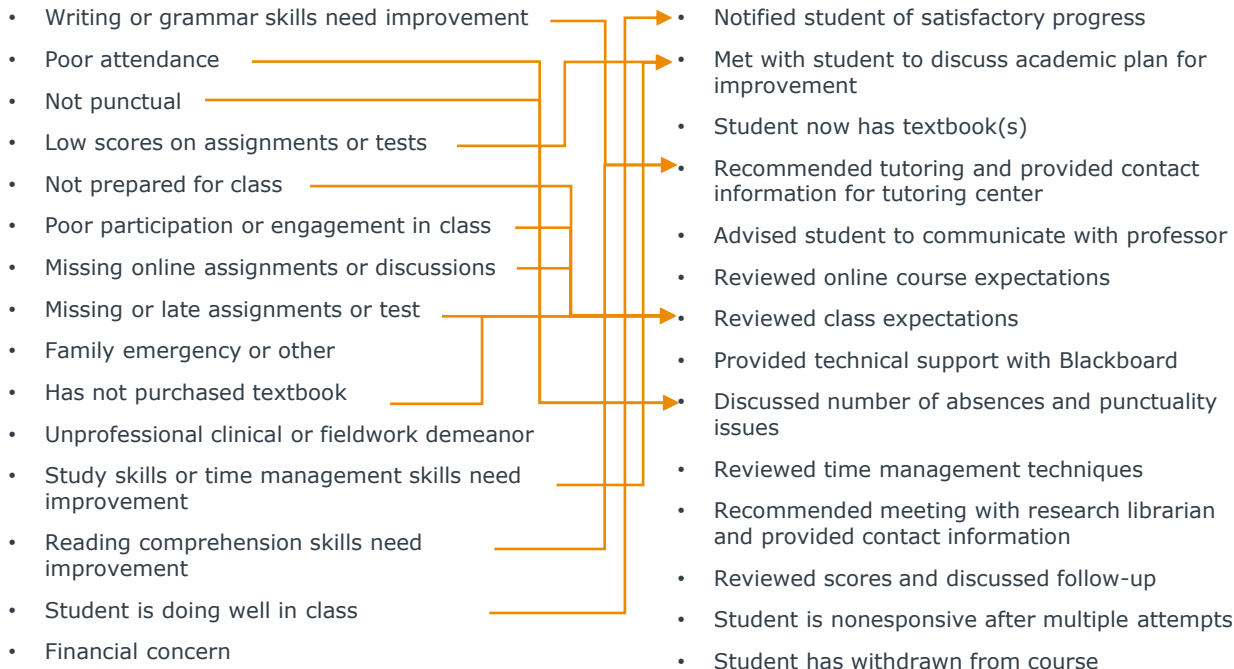 • Writing or grammar skills need improvement
• Poor attendance
• Not punctual
• Low scores on assignments or tests
• Not prepared for class
• Poor participation or engagement in class
• Missing online assignments or discussions
• Missing or late assignments or test
• Family emergency or other
• Has not purchased textbook
• Unprofessional clinical or fieldwork demeanor
• Study skills or time management skills need
improvement
• Reading comprehension skills need
improvement
• Student is doing well in class
• Financial concern
• Notified student of satisfactory progress
• Met with student to discuss academic plan for
improvement
• Student now has textbook(s)
• Recommended tutoring and provided contact
information for tutoring center
• Advised student to communicate with professor
• Reviewed online course expectations
• Reviewed class expectations
• Provided technical support with Blackboard
• Discussed number of absences and punctuality
issues
• Reviewed time management techniques
• Recommended meeting with research librarian
and provided contact information
• Reviewed scores and discussed follow-up
• Student is nonesponsive after multiple attempts
• Student has withdrawn from course